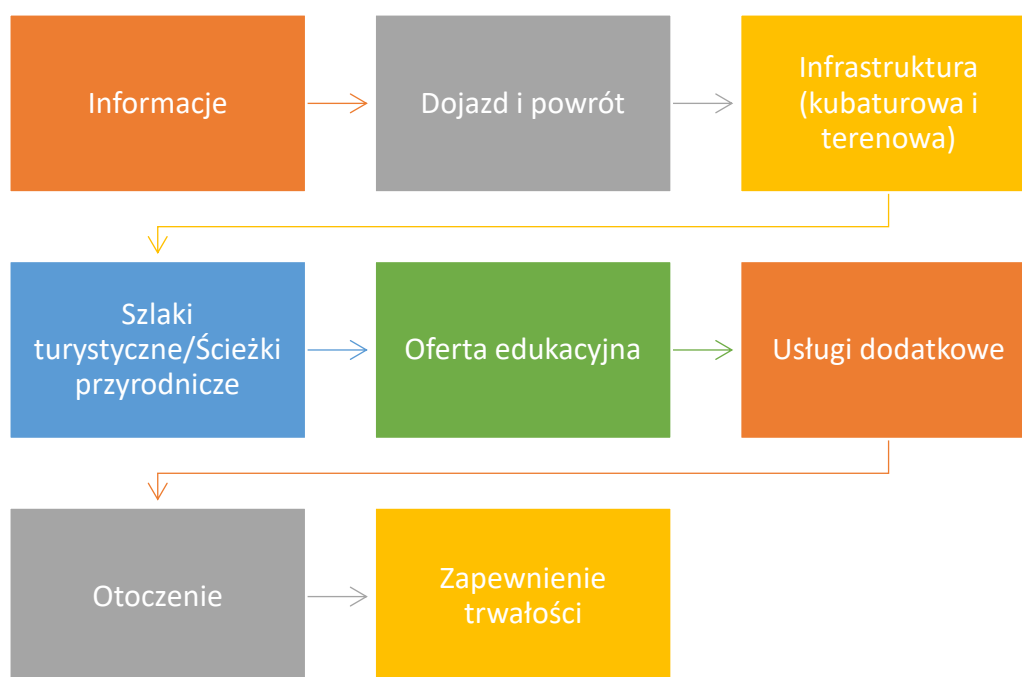 Informacje
Dojazd i powrót
Infrastruktura
(kubaturowa i
terenowa)
Szlaki
turystyczne/Ścieżki
przyrodnicze
Oferta edukacyjna
Usługi dodatkowe
Otoczenie
Zapewnienie
trwałości